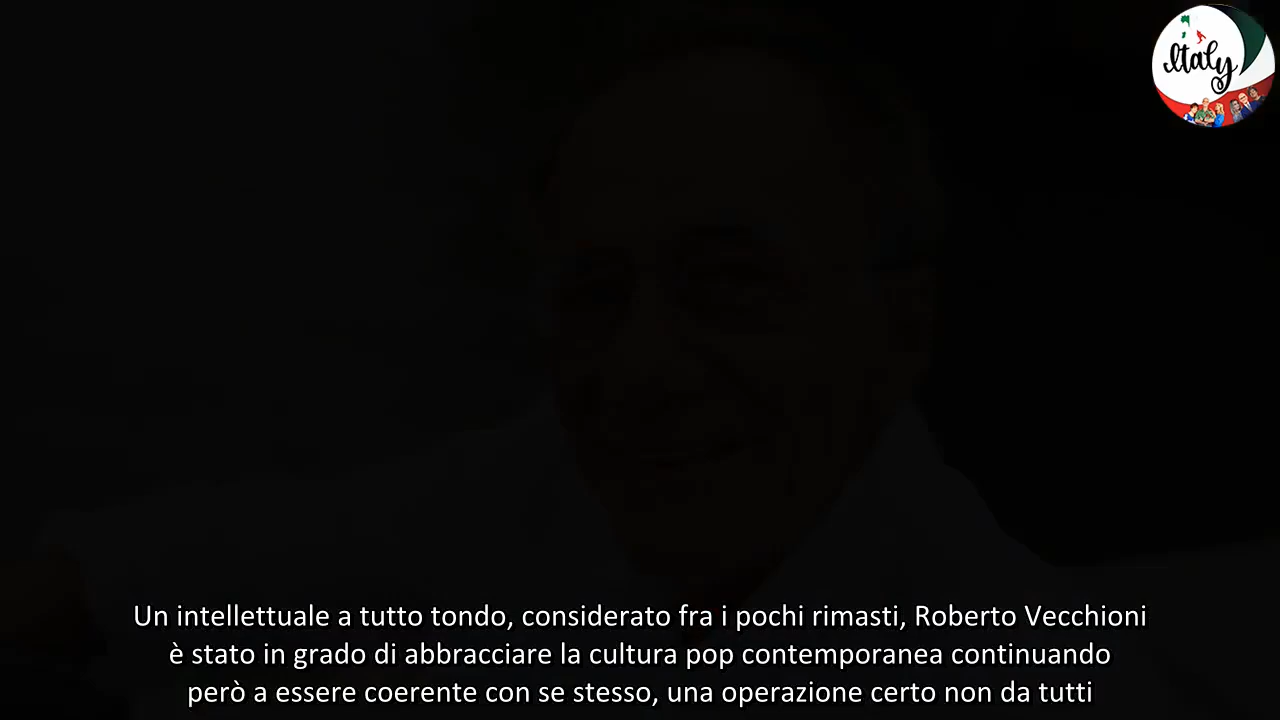 Italy
Un intellettuale a tutto tondo, considerato fra i pochi rimasti, Roberto Vecchioni
è stato in grado di abbracciare la cultura pop contemporanea continuando
però a essere coerente con se stesso, una operazione certo non da tutti